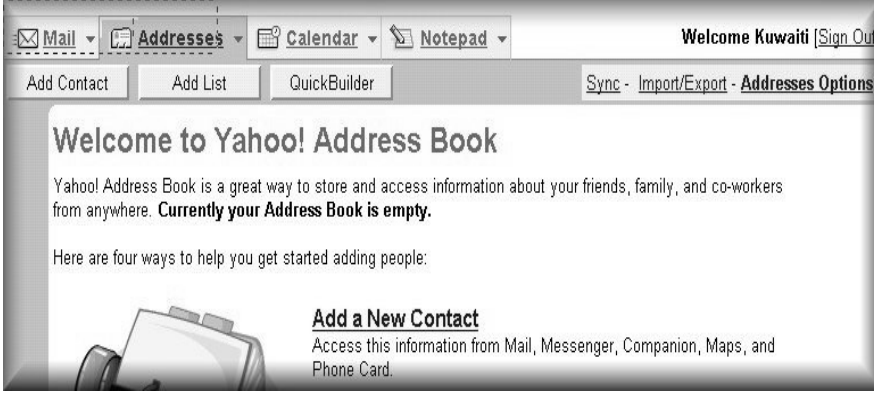 Mail Addresses Calendar Notepad Welcome Kuwaiti [Sign Out
Add Contact Add List QuickBuilder Sync - Import/Export - Addresses Options
Welcome to Yahoo! Address Book
Yahoo! Address Book is a great way to store and access information about your friends, family, and co-workers
from anywhere. Currently your Address Book is empty.
Here are four ways to help you get started adding people:
Add a New Contact
Access this information from Mail, Messenger, Companion, Maps, and
Phone Card.